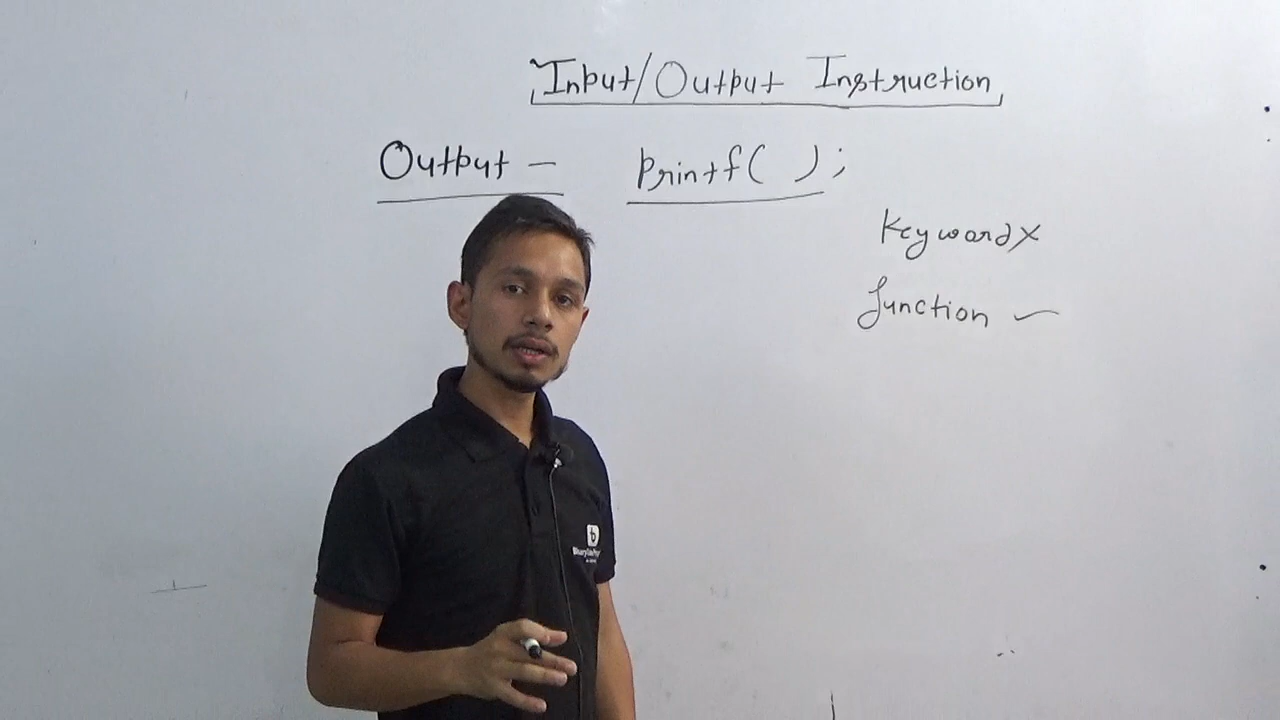 Input/Output Instruction
Output — printf( );
Keyword ×
function ✓
b